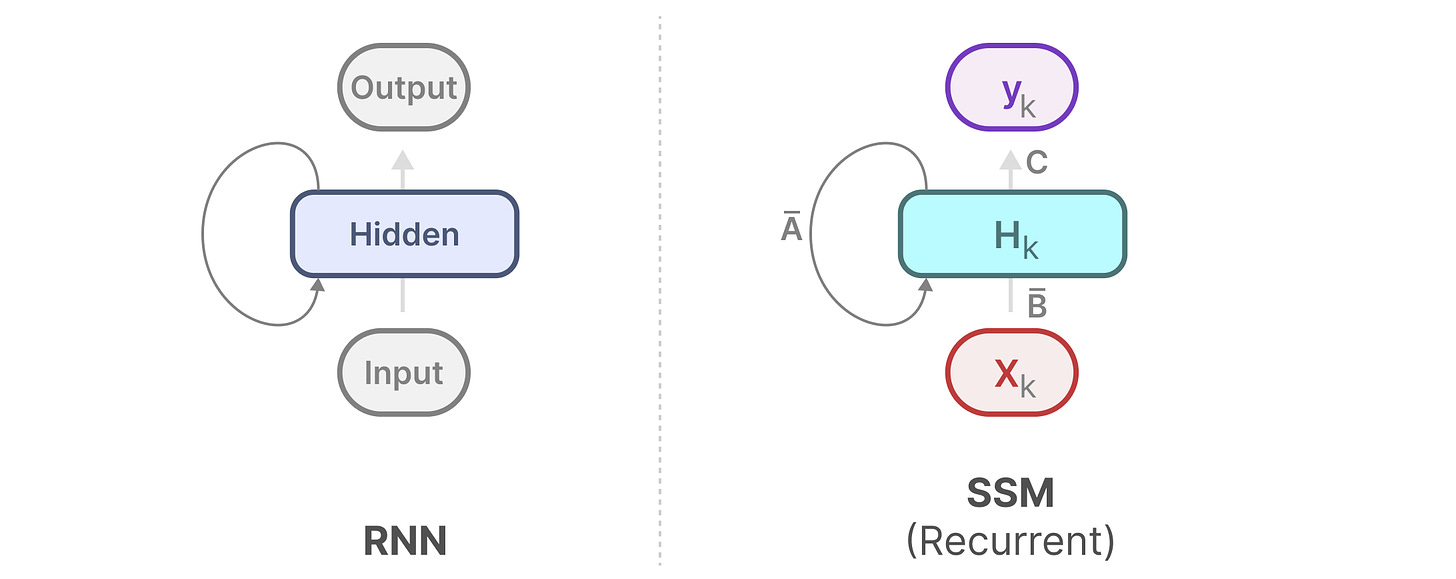 Output
Hidden
Input
RNN
yₖ
C
A̅
Hₖ
B̅
Xₖ
SSM
(Recurrent)